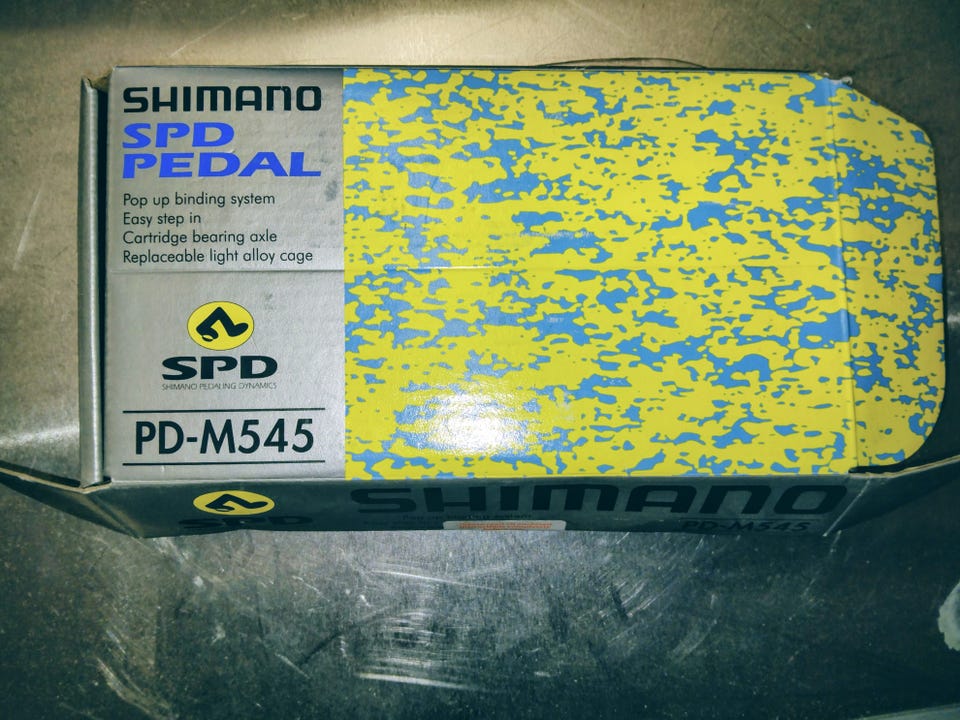 SHIMANO
SPD
PEDAL
Pop up binding system
Easy step in
Cartridge bearing axle
Replaceable light alloy cage
SPD
SHIMANO PEDALING DYNAMICS
PD-M545
SPD
SHIMANO
PD-M545